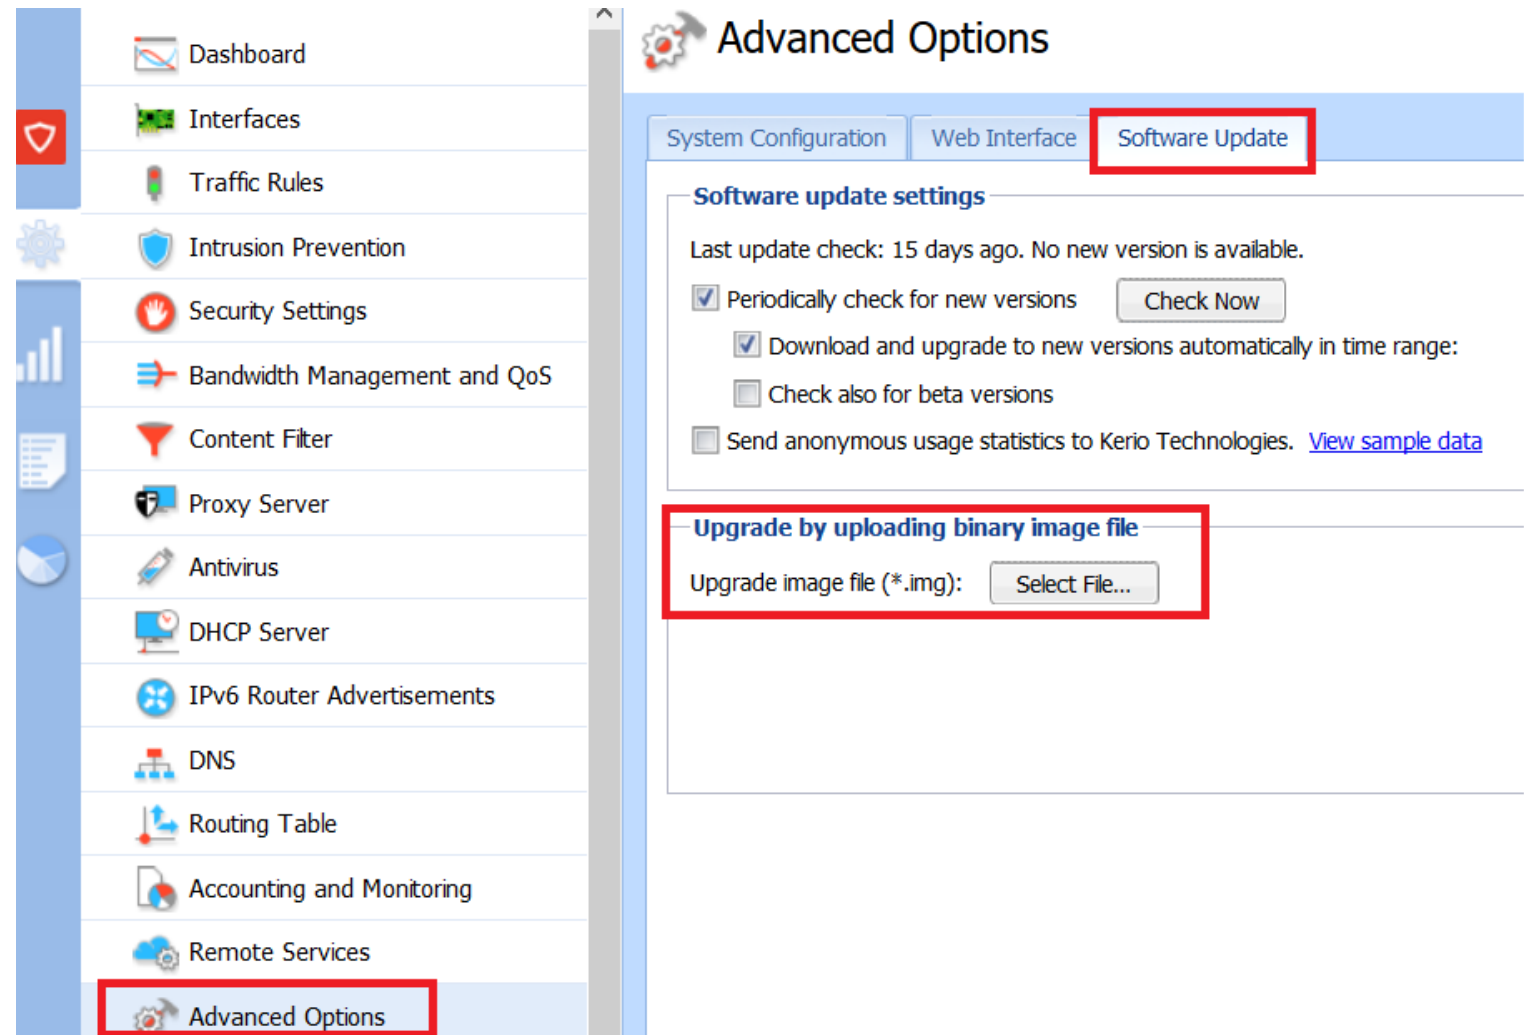 Dashboard
Interfaces
Traffic Rules
Intrusion Prevention
Security Settings
Bandwidth Management and QoS
Content Filter
Proxy Server
Antivirus
DHCP Server
IPv6 Router Advertisements
DNS
Routing Table
Accounting and Monitoring
Remote Services
Advanced Options
Advanced Options
System Configuration Web Interface Software Update
Software update settings
Last update check: 15 days ago. No new version is available.
Periodically check for new versions Check Now
Download and upgrade to new versions automatically in time range:
Check also for beta versions
Send anonymous usage statistics to Kerio Technologies. View sample data
Upgrade by uploading binary image file
Upgrade image file (*.img): Select File...